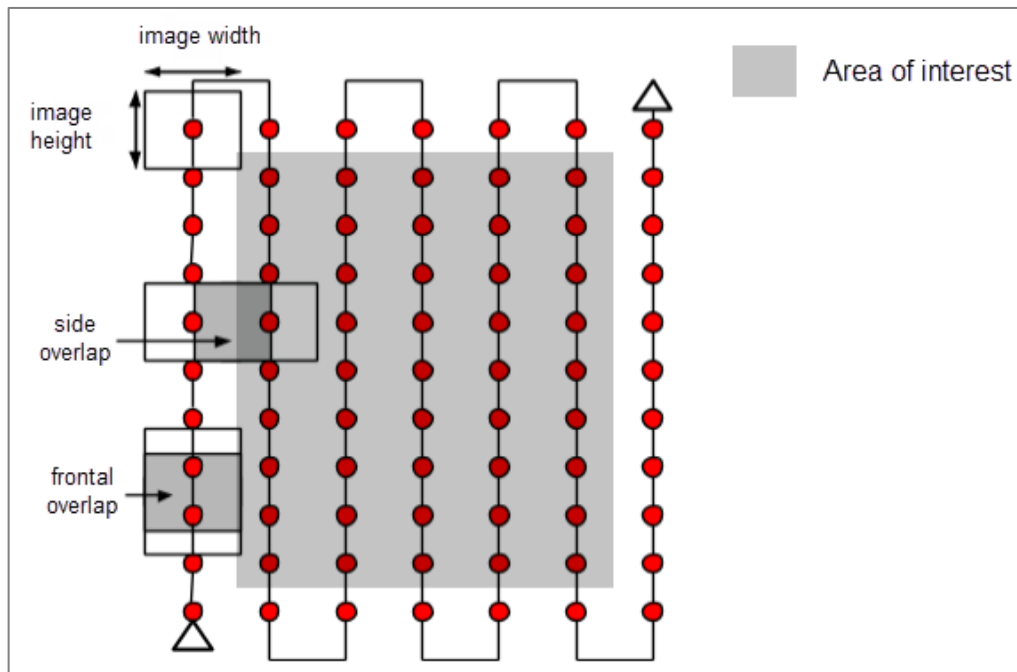 image width
image
height
Area of interest
side
overlap
frontal
overlap